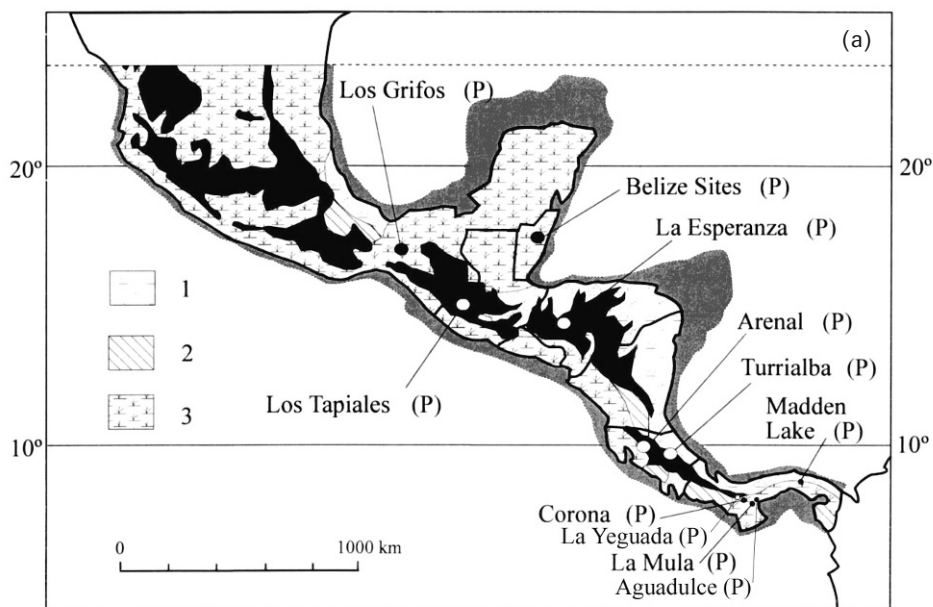 (a)
Los Grifos (P)
20º
20º
Belize Sites (P)
La Esperanza (P)
1
Arenal (P)
2
Turrialba (P)
3
Los Tapiales (P)
Madden
Lake (P)
10º
10º
Corona (P)
La Yeguada (P)
0
1000 km
La Mula (P)
Aguadulce (P)